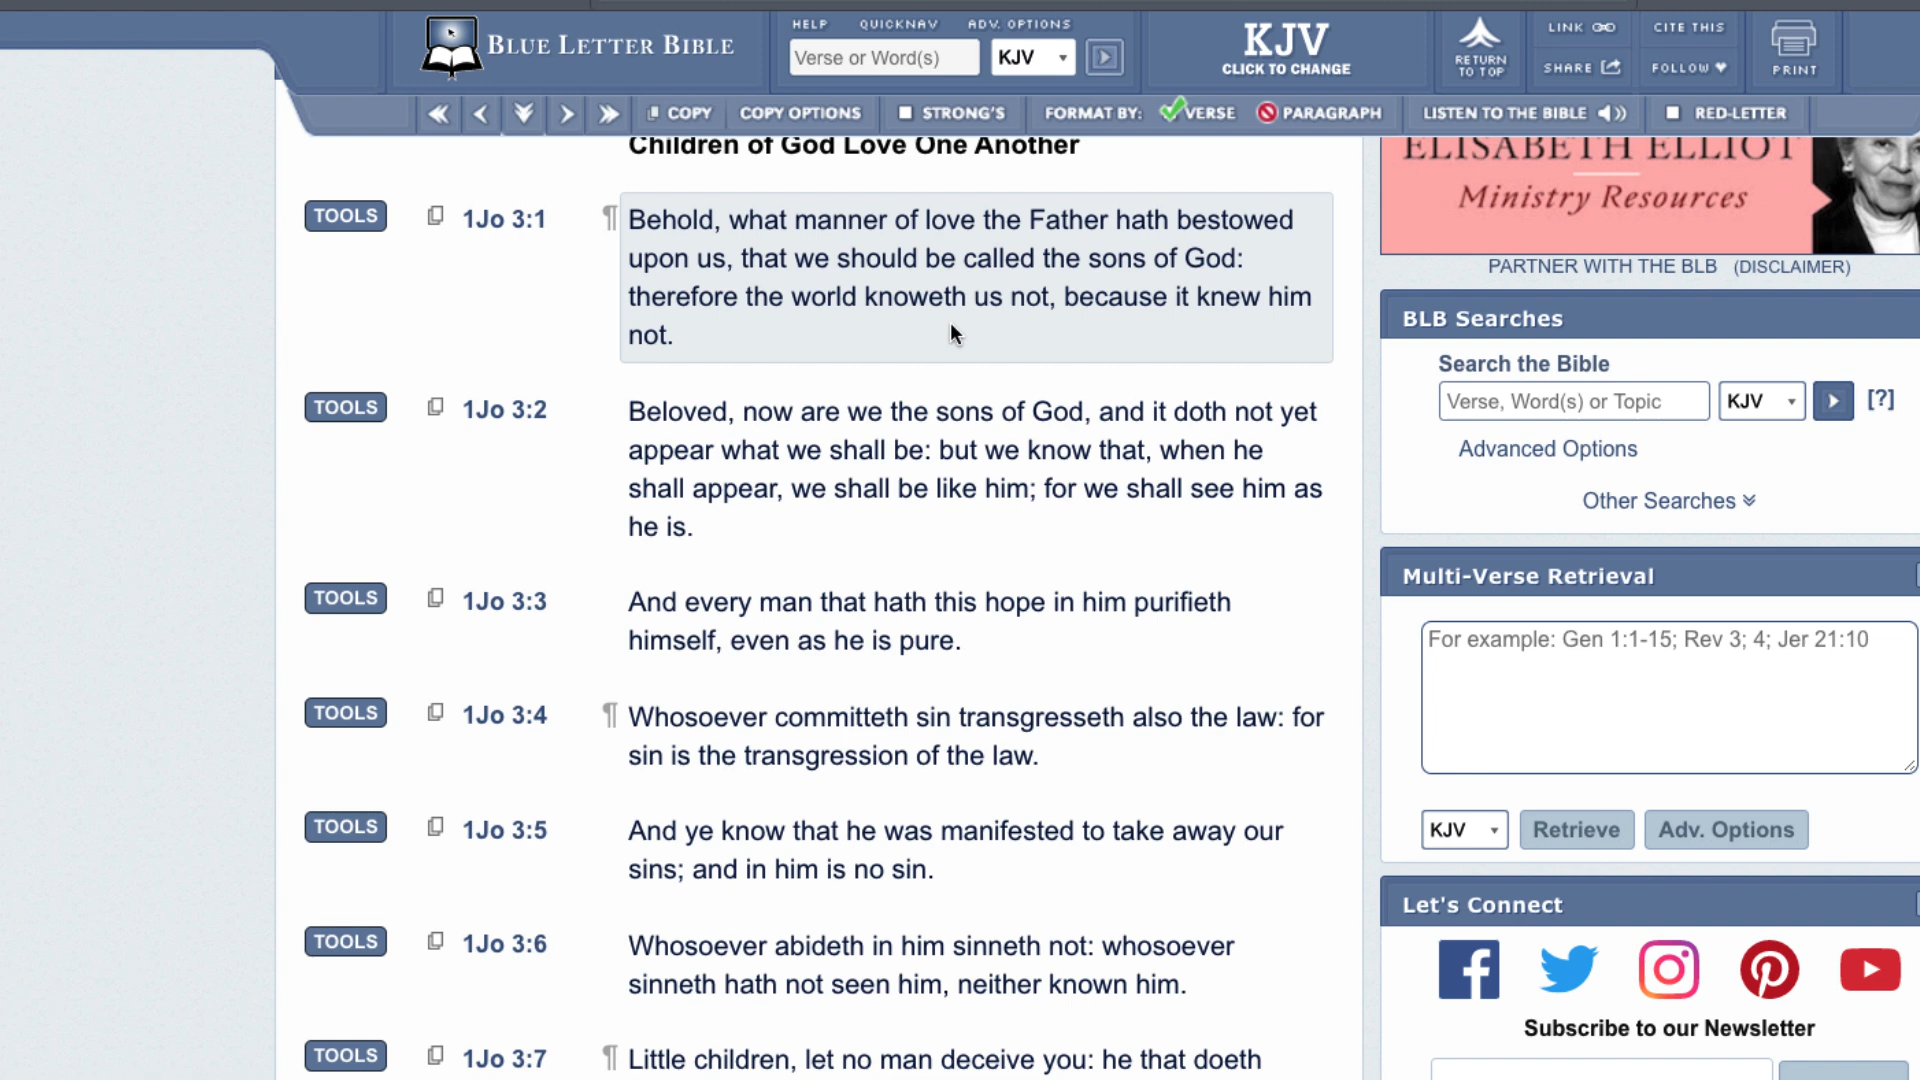 BLUE LETTER BIBLE
HELP QUICKNAV ADV. OPTIONS
Verse or Word(s) KJV
KJV
CLICK TO CHANGE
RETURN
TO TOP
LINK
SHARE
CITE THIS
FOLLOW
PRINT
COPY COPY OPTIONS STRONG'S FORMAT BY: VERSE PARAGRAPH LISTEN TO THE BIBLE RED-LETTER
Children of God Love One Another
TOOLS 1Jo 3:1 ¶ Behold, what manner of love the Father hath bestowed
upon us, that we should be called the sons of God:
therefore the world knoweth us not, because it knew him
not.
TOOLS 1Jo 3:2 Beloved, now are we the sons of God, and it doth not yet
appear what we shall be: but we know that, when he
shall appear, we shall be like him; for we shall see him as
he is.
TOOLS 1Jo 3:3 And every man that hath this hope in him purifieth
himself, even as he is pure.
TOOLS 1Jo 3:4 ¶ Whosoever committeth sin transgresseth also the law: for
sin is the transgression of the law.
TOOLS 1Jo 3:5 And ye know that he was manifested to take away our
sins; and in him is no sin.
TOOLS 1Jo 3:6 Whosoever abideth in him sinneth not: whosoever
sinneth hath not seen him, neither known him.
TOOLS 1Jo 3:7 ¶ Little children, let no man deceive you: he that doeth
ELISABETH ELLIOT
Ministry Resources
PARTNER WITH THE BLB (DISCLAIMER)
BLB Searches
Search the Bible
Verse, Word(s) or Topic KJV [?]
Advanced Options
Other Searches
Multi-Verse Retrieval
For example: Gen 1:1-15; Rev 3; 4; Jer 21:10
KJV Retrieve Adv. Options
Let's Connect
Subscribe to our Newsletter